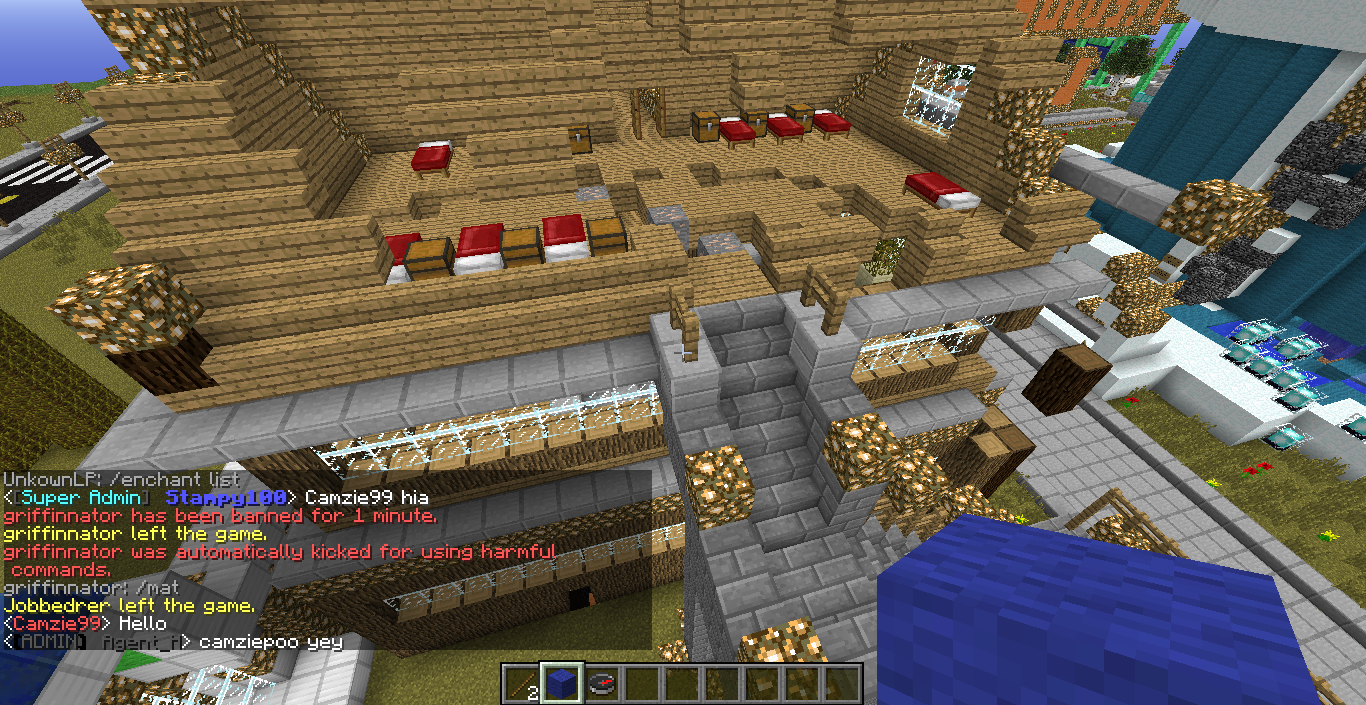 UnkownLP: /enchant list
<[Super Admin] Stampy100> Camzie99 hia
griffinnator has been banned for 1 minute.
griffinnator left the game.
griffinnator was automatically kicked for using harmful
commands.
griffinnator: /mat
Jobbedrer left the game.
<Camzie99> Hello
<[ADMIN] > camziepoo yey
2